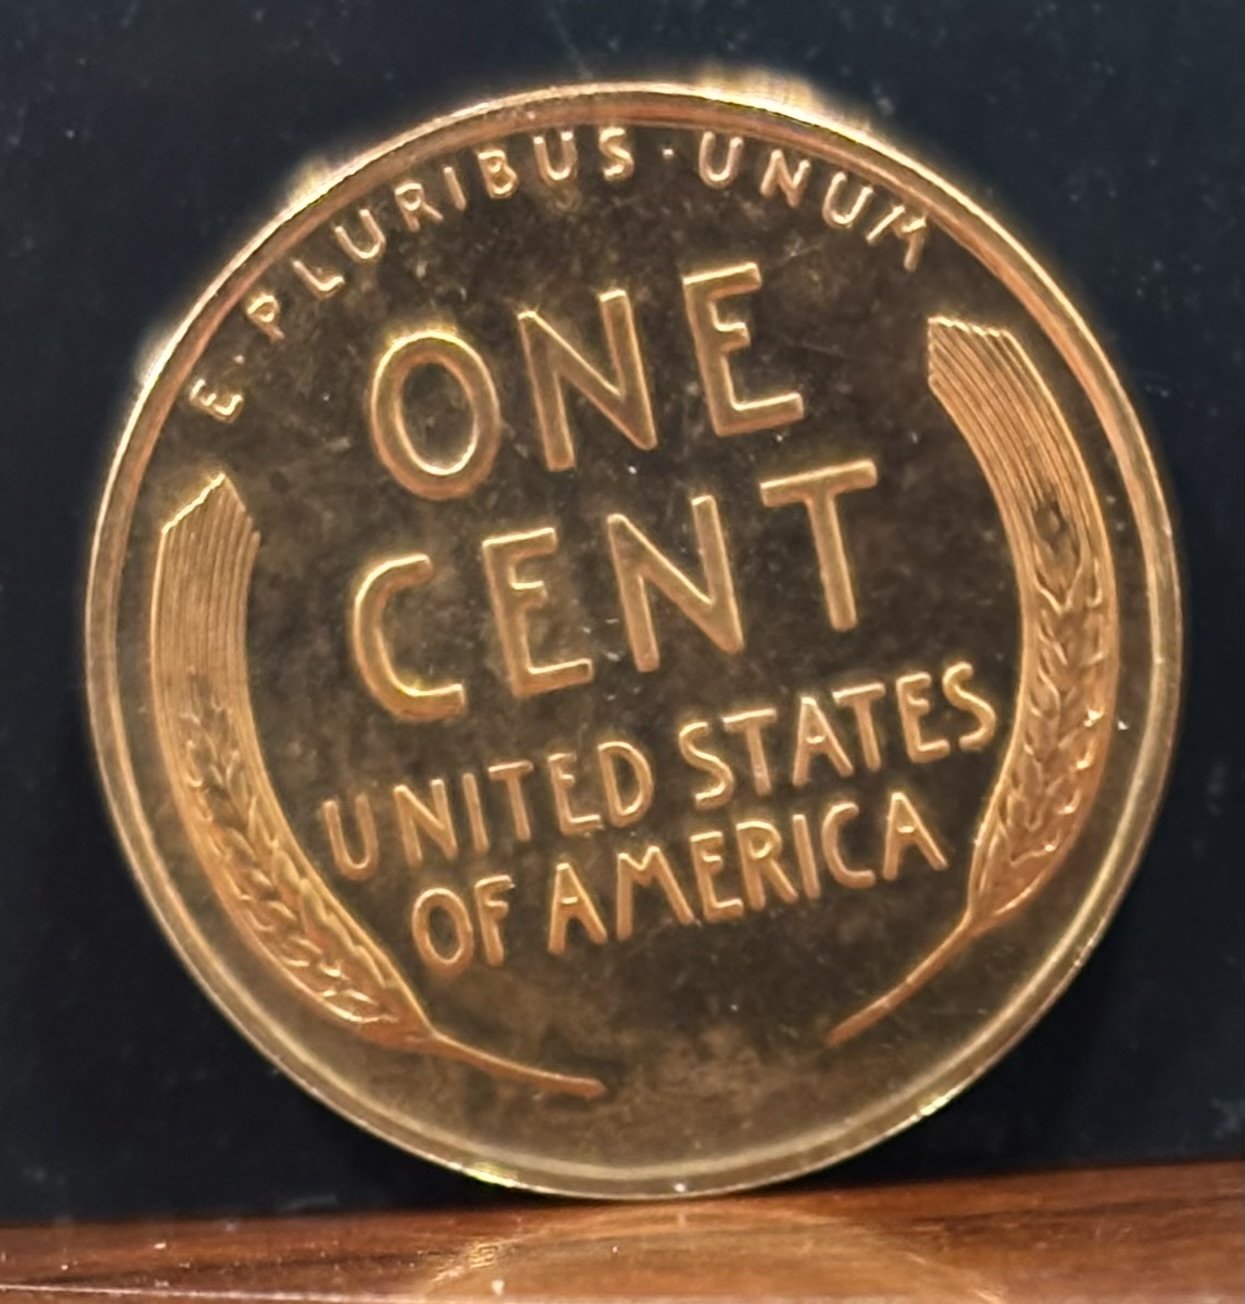 E · PLURIBUS · UNUM
ONE
CENT
UNITED STATES
OF AMERICA